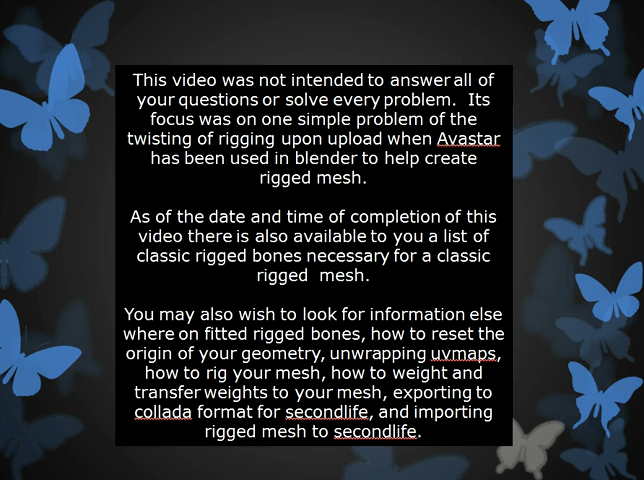 This video was not intended to answer all of
your questions or solve every problem.  Its
focus was on one simple problem of the
twisting of rigging upon upload when Avastar
has been used in blender to help create
rigged mesh.
As of the date and time of completion of this
video there is also available to you a list of
classic rigged bones necessary for a classic
rigged  mesh.
You may also wish to look for information else
where on fitted rigged bones, how to reset the
origin of your geometry, unwrapping uvmaps,
how to rig your mesh, how to weight and
transfer weights to your mesh, exporting to
collada format for secondlife, and importing
rigged mesh to secondlife.